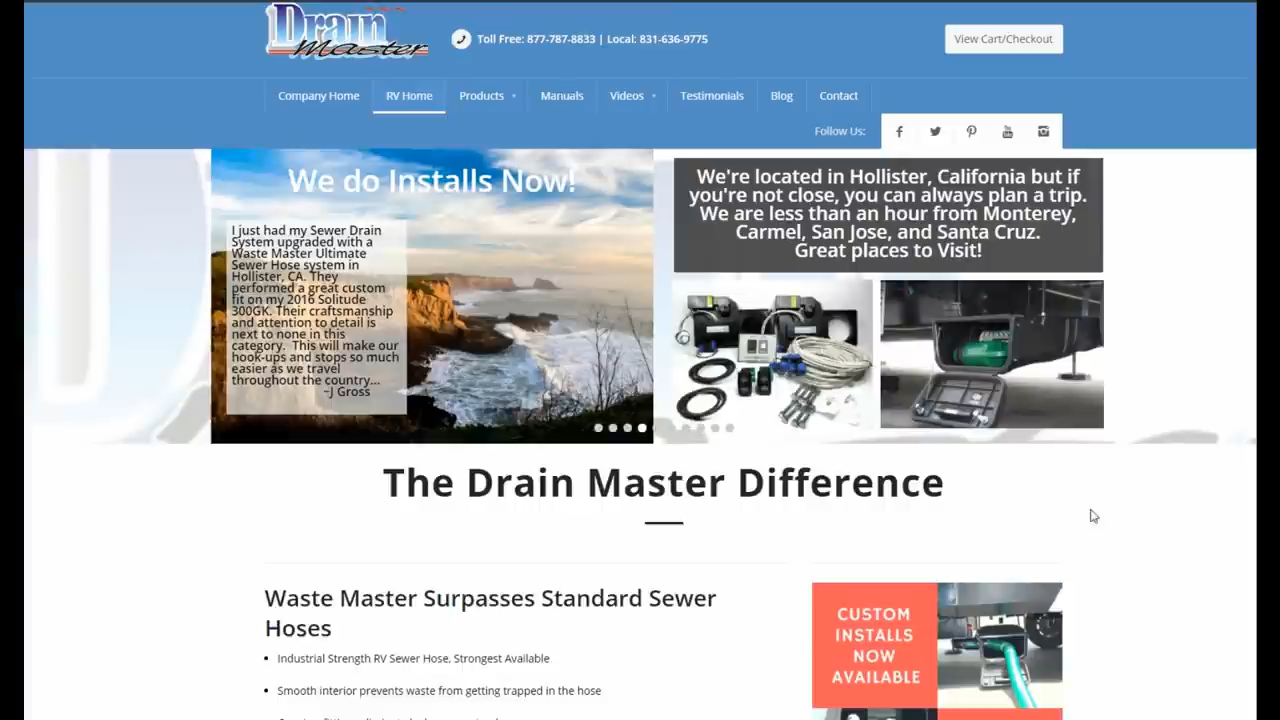 Drain
Master
Toll Free: 877-787-8833 | Local: 831-636-9775
View Cart/Checkout
Company Home
RV Home
Products
Manuals
Videos
Testimonials
Blog
Contact
Follow Us:
We do Installs Now!
I just had my Sewer Drain
System upgraded with a
Waste Master Ultimate
Sewer Hose system in
Hollister, CA. They
performed a great custom
fit on my 2016 Solitude
300GK. Their craftsmanship
and attention to detail is
next to none in this
category. This will make our
hook-ups and stops so much
easier as we travel
throughout the country...
~J Gross
We're located in Hollister, California but if
you're not close, you can always plan a trip.
We are less than an hour from Monterey,
Carmel, San Jose, and Santa Cruz.
Great places to Visit!
The Drain Master Difference
Waste Master Surpasses Standard Sewer
Hoses
Industrial Strength RV Sewer Hose, Strongest Available
Smooth interior prevents waste from getting trapped in the hose
CUSTOM
INSTALLS
NOW
AVAILABLE